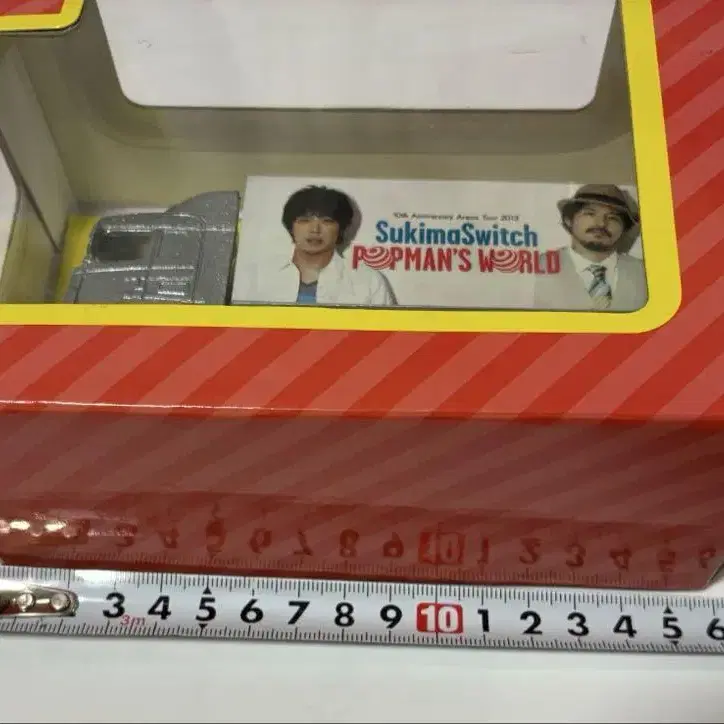 10th Anniversary Arena Tour 2013
SukimaSwitch
POPMAN'S WORLD
3 4 5 6 7 8 9 10 1 2 3 4 5 6
3m